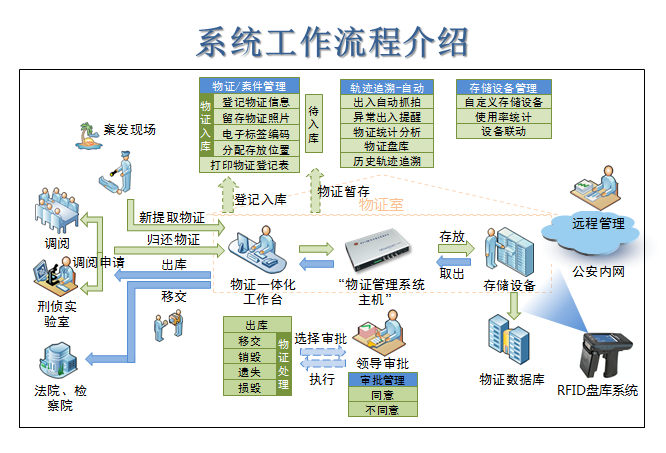 系统工作流程介绍
物证/案件管理
物证入库
登记物证信息
留存物证照片
电子标签编码
分配存放位置
打印物证登记表
待入库
轨迹追溯-自动
出入自动抓拍
异常出入提醒
物证统计分析
物证盘库
历史轨迹追溯
存储设备管理
自定义存储设备
使用率统计
设备联动
案发现场
登记入库
物证暂存
物证室
新提取物证
归还物证
调阅
调阅申请
出库
移交
刑侦实
验室
法院、检
察院
物证一体化
工作台
“物证管理系统
主机”
存放
取出
存储设备
远程管理
公安内网
出库
移交
销毁
遗失
损毁
物证处理
选择审批
执行
领导审批
审批管理
同意
不同意
物证数据库
RFID盘库系统